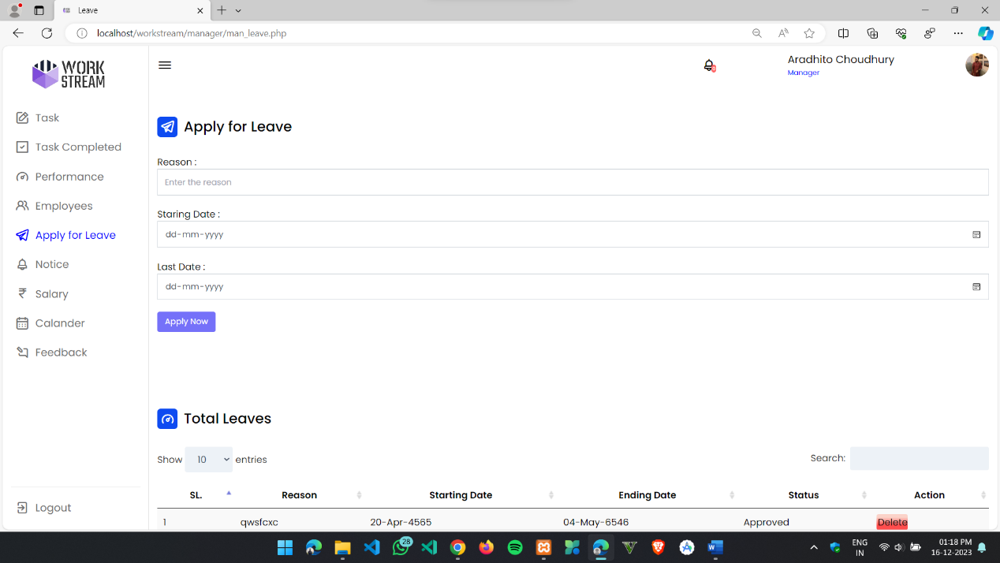 Leave
localhost/workstream/manager/man_leave.php
WORK
STREAM
Aradhito Choudhury
Manager
Task
Task Completed
Performance
Employees
Apply for Leave
Notice
Salary
Calander
Feedback
Logout
Apply for Leave
Reason :
Enter the reason
Staring Date :
dd-mm-yyyy
Last Date :
dd-mm-yyyy
Apply Now
Total Leaves
Show 10 entries
Search:
SL. Reason Starting Date Ending Date Status Action
1 qwsfcxc 20-Apr-4565 04-May-6546 Approved Delete
28
ENG
IN
01:18 PM
16-12-2023